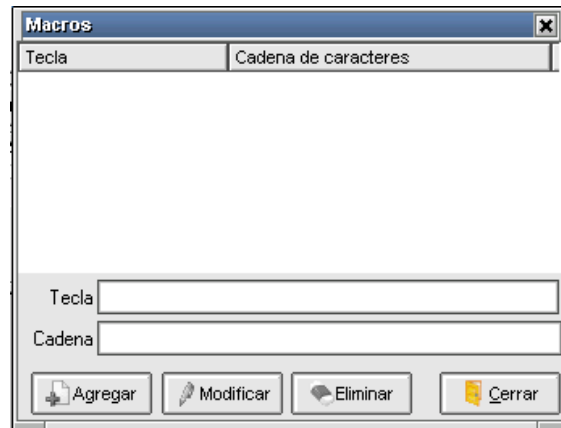 Macros
Tecla Cadena de caracteres
Tecla
Cadena
Agregar Modificar Eliminar Cerrar